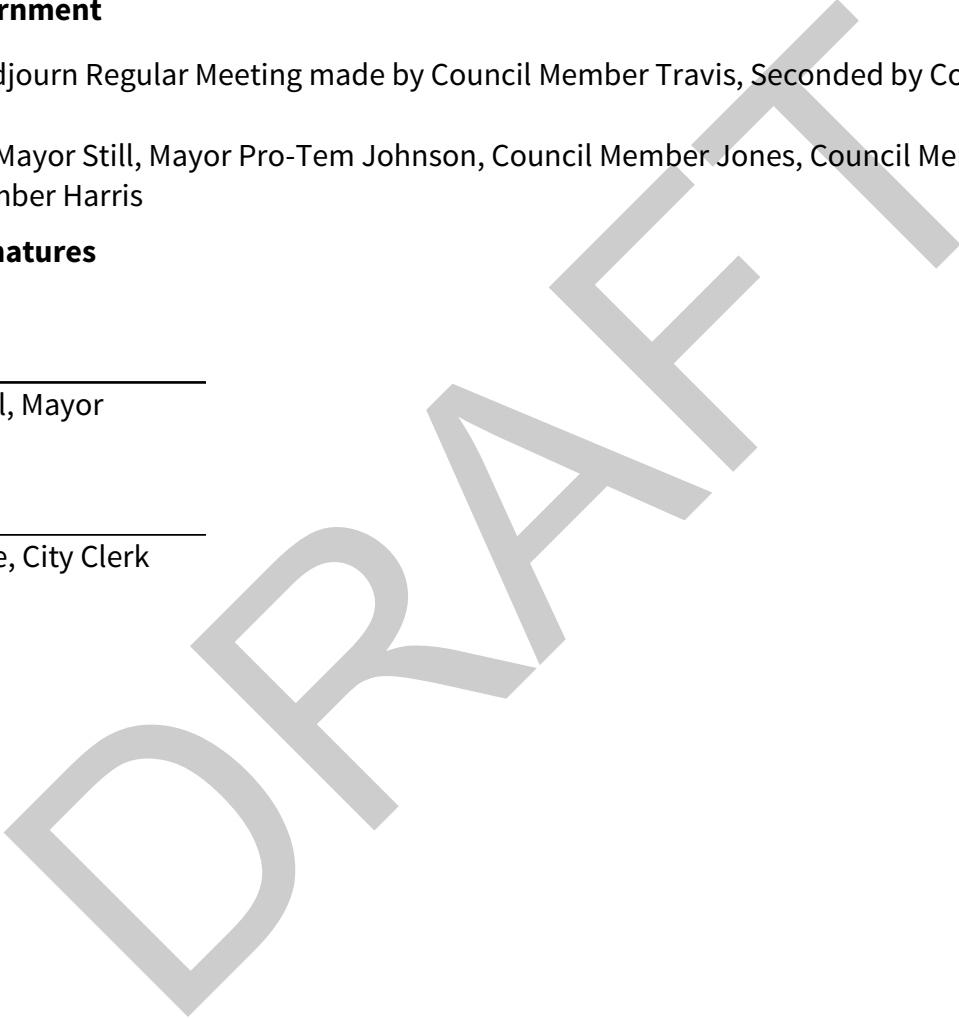 rnment
djourn Regular Meeting made by Council Member Travis, Seconded by Co
Mayor Still, Mayor Pro-Tem Johnson, Council Member Jones, Council Me
mber Harris
natures
l, Mayor
e, City Clerk
DRAFT